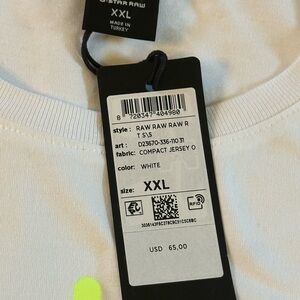 G-STAR RAW
XXL
MADE IN
TURKEY
8 720347 404980
style : RAW RAW RAW R
T S\S
art : D23670-336-110 31
fabric: COMPACT JERSEY O
color: WHITE
size: XXL
RFID
USD 65,00